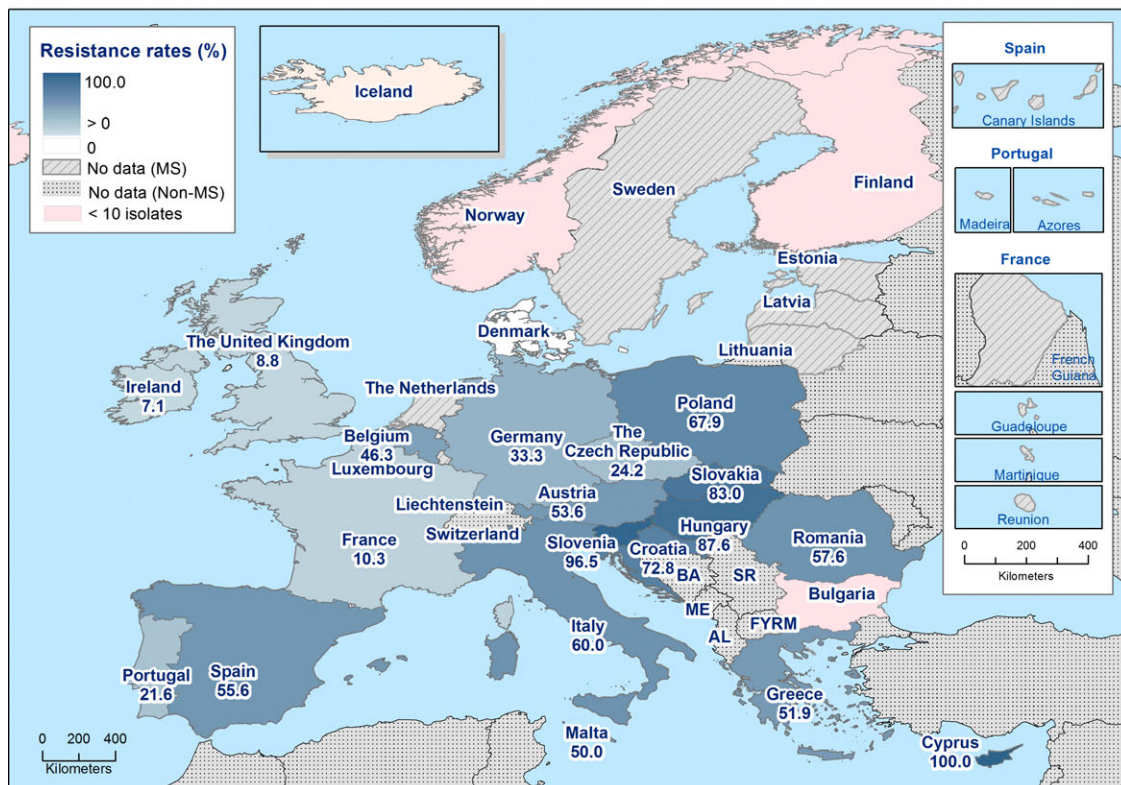 Resistance rates (%)
100.0
> 0
0
No data (MS)
No data (Non-MS)
< 10 isolates
Iceland
Spain
Canary Islands
Portugal
Madeira
Azores
France
French
Guiana
Guadeloupe
Martinique
Reunion
0 200 400
Kilometers
Norway
Sweden
Finland
Estonia
Latvia
Lithuania
Denmark
The United Kingdom
8.8
Ireland
7.1
The Netherlands
Belgium
46.3
Luxembourg
Germany
33.3
Poland
67.9
The
Czech Republic
24.2
Slovakia
83.0
Liechtenstein
Austria
53.6
Switzerland
France
10.3
Slovenia
96.5
Hungary
87.6
Croatia
72.8
Romania
57.6
BA
SR
Bulgaria
ME
FYRM
AL
Italy
60.0
Portugal
21.6
Spain
55.6
Greece
51.9
Malta
50.0
Cyprus
100.0
0 200 400
Kilometers